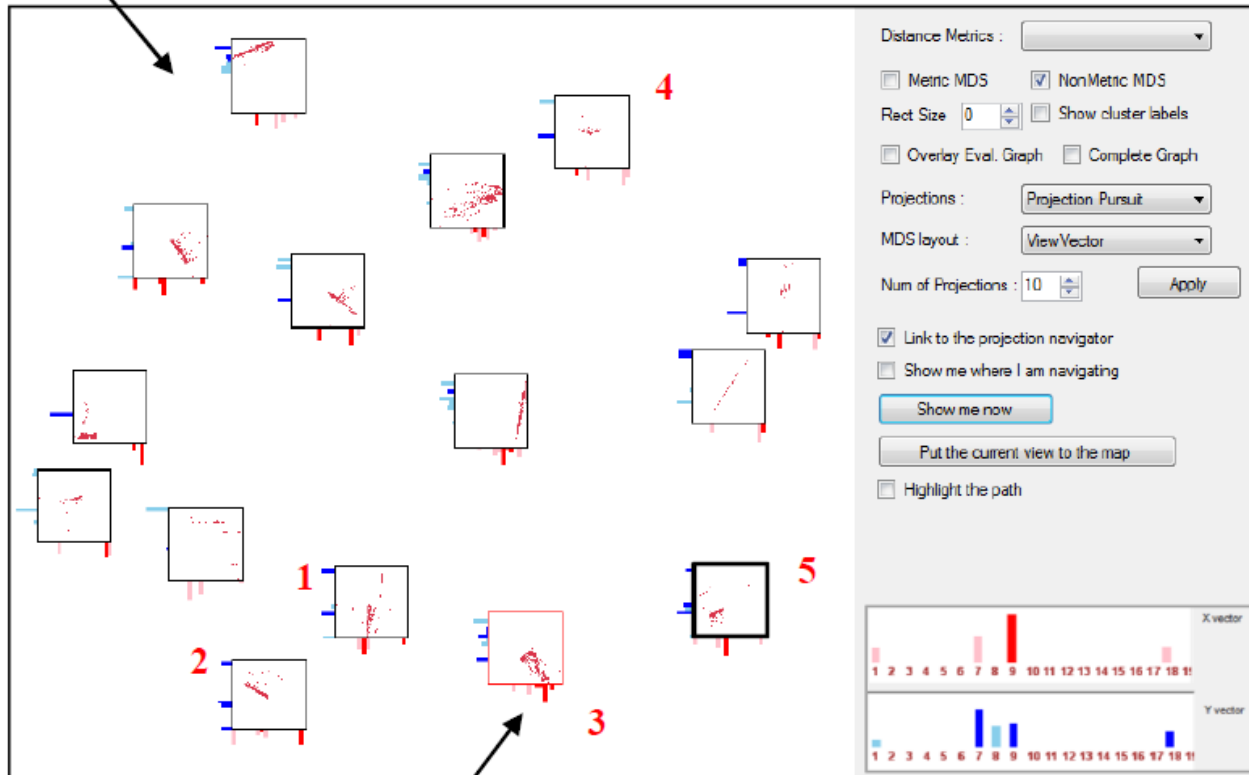 4
1
5
2
3
Distance Metrics :
Metric MDS NonMetric MDS
Rect Size 0 Show cluster labels
Overlay Eval. Graph Complete Graph
Projections : Projection Pursuit
MDS layout : ViewVector
Num of Projections : 10 Apply
Link to the projection navigator
Show me where I am navigating
Show me now
Put the current view to the map
Highlight the path
X vector
1 2 3 4 5 6 7 8 9 10 11 12 13 14 15 16 17 18
Y vector
1 2 3 4 5 6 7 8 9 10 11 12 13 14 15 16 17 18